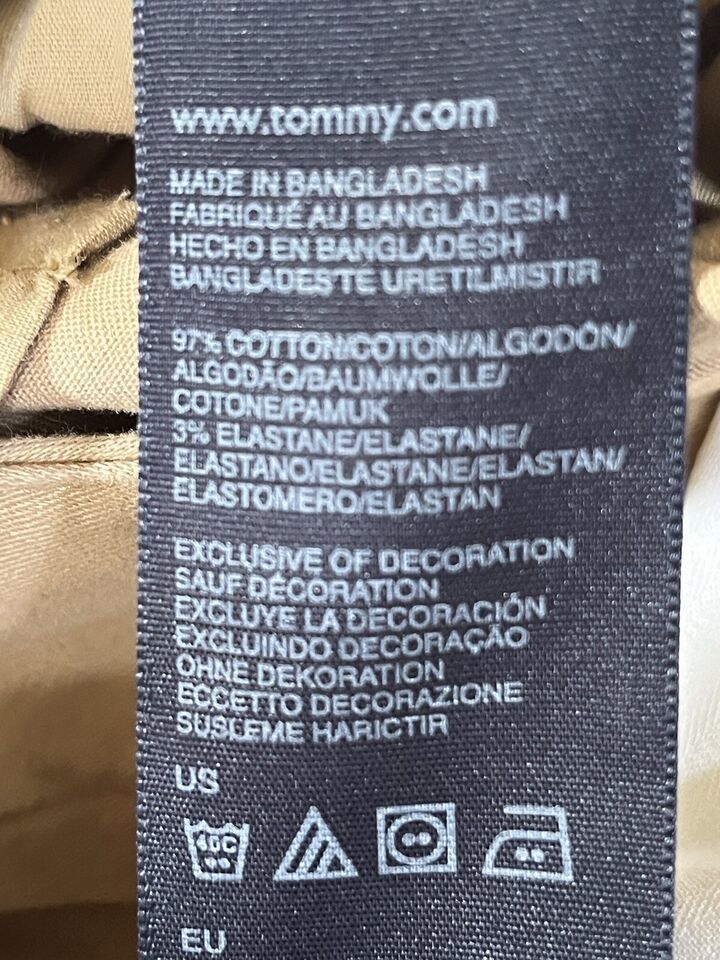 www.tommy.com
MADE IN BANGLADESH
FABRIQUÉ AU BANGLADESH
HECHO EN BANGLADESH
BANGLADESTE URETILMISTIR
97% COTTON/COTON/ALGODÓN/
ALGODÃO/BAUMWOLLE/
COTONE/PAMUK
3% ELASTANE/ELASTANE/
ELASTANO/ELASTANE/ELASTAN/
ELASTOMERO/ELASTAN
EXCLUSIVE OF DECORATION
SAUF DÉCORATION
EXCLUYE LA DECORACIÓN
EXCLUINDO DECORAÇÃO
OHNE DEKORATION
ECCETTO DECORAZIONE
SUSLEME HARICTIR
US
40C
EU